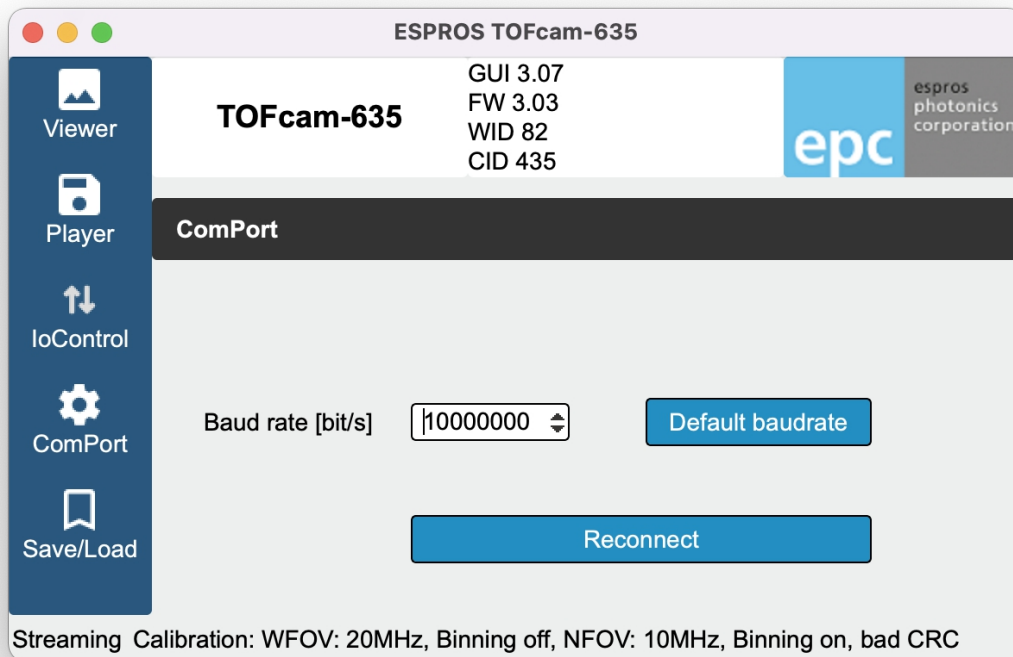 ESPROS TOFcam-635
Viewer
Player
IoControl
ComPort
Save/Load
TOFcam-635
GUI 3.07
FW 3.03
WID 82
CID 435
epc
espros
photonics
corporation
ComPort
Baud rate [bit/s]
10000000
Default baudrate
Reconnect
Streaming Calibration: WFOV: 20MHz, Binning off, NFOV: 10MHz, Binning on, bad CRC